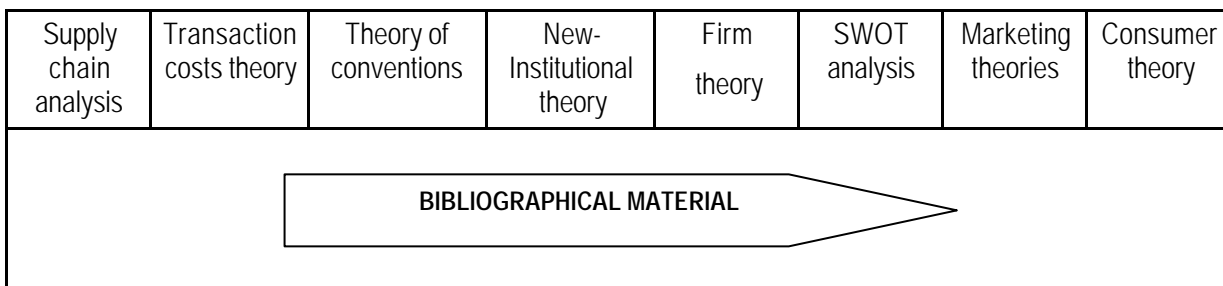 Supply
chain
analysis
Transaction
costs theory
Theory of
conventions
New-
Institutional
theory
Firm
theory
SWOT
analysis
Marketing
theories
Consumer
theory
BIBLIOGRAPHICAL MATERIAL